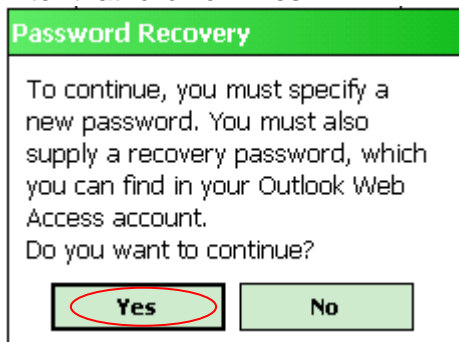 Password Recovery
To continue, you must specify a
new password. You must also
supply a recovery password, which
you can find in your Outlook Web
Access account.
Do you want to continue?
Yes No